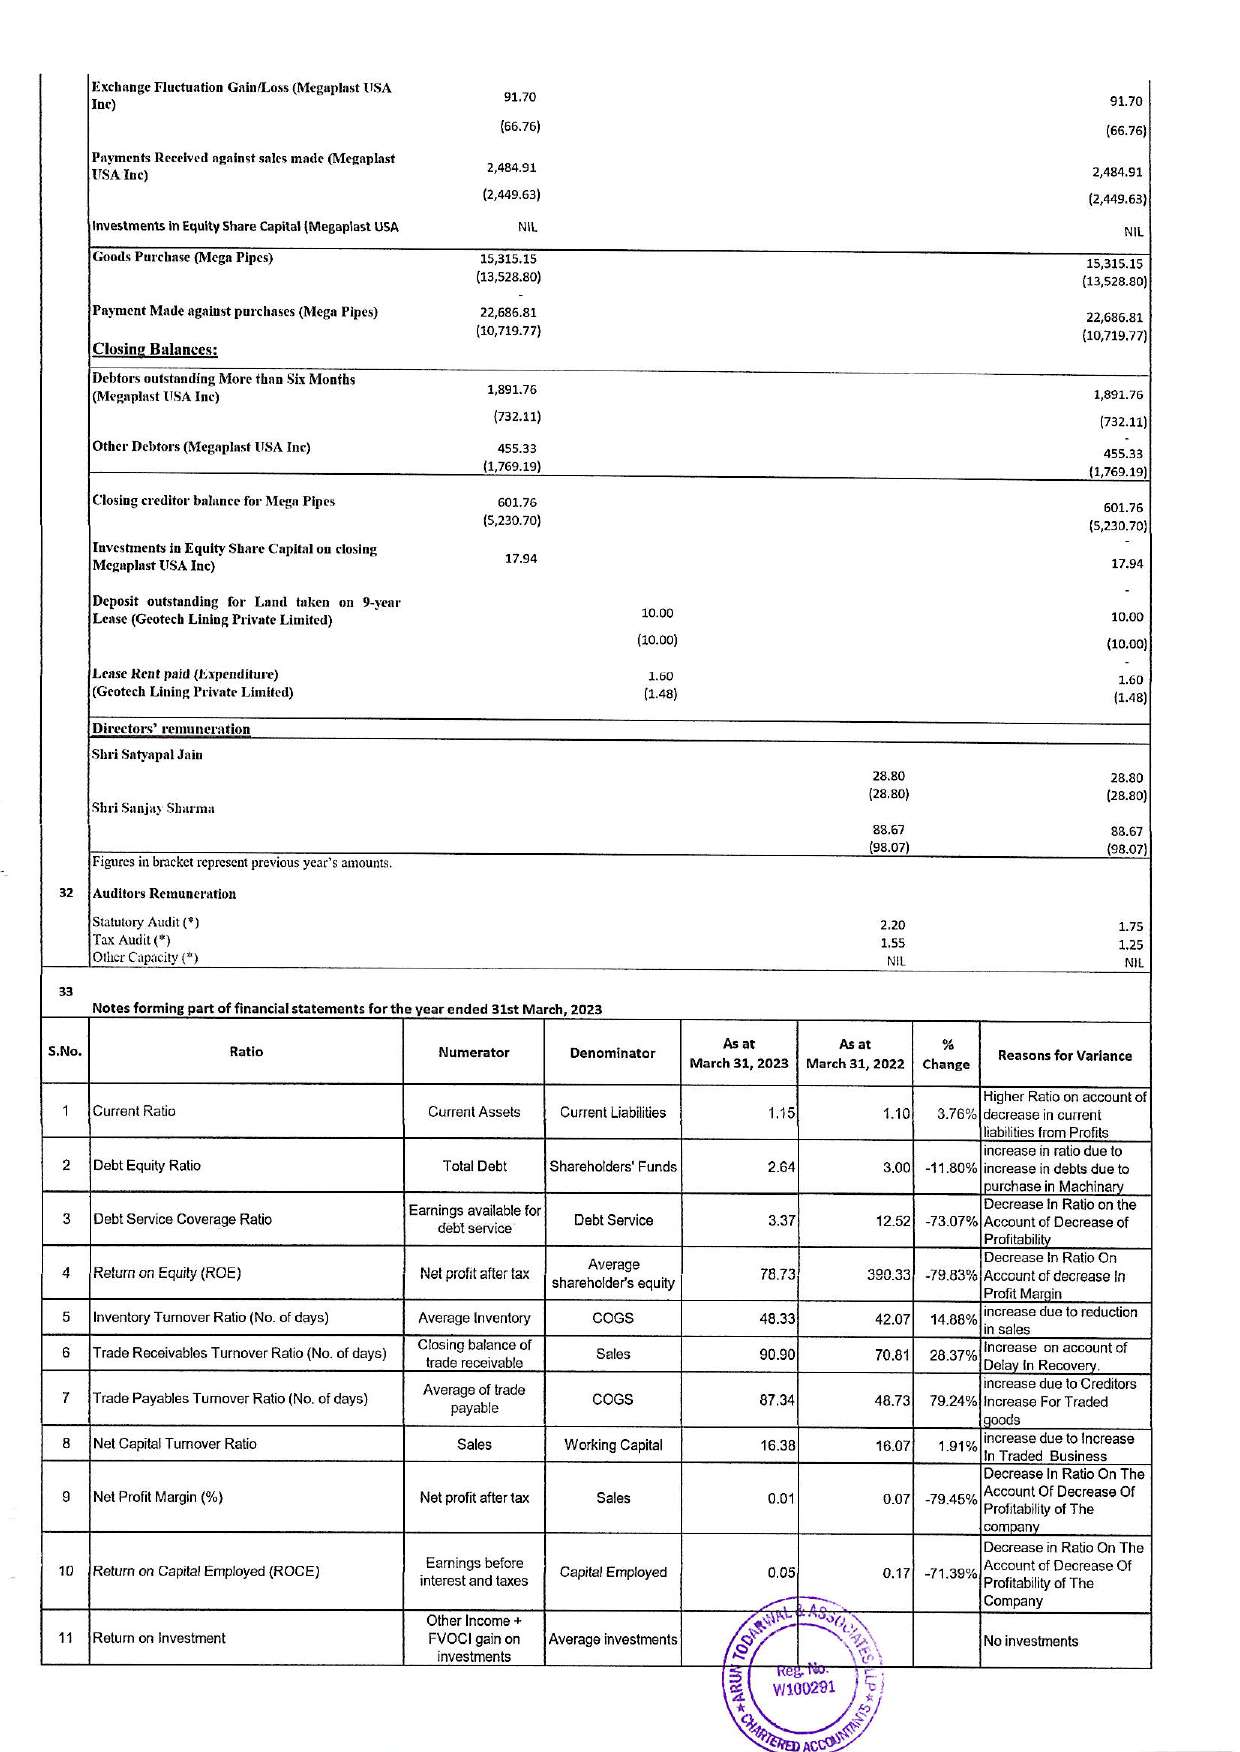 Exchange Fluctuation Gain/Loss (Megaplast USA
Inc)
91.70 91.70
(66.76) (66.76)
Payments Received against sales made (Megaplast
USA Inc)
2,484.91 2,484.91
(2,449.63) (2,449.63)
Investments in Equity Share Capital (Megaplast USA NIL NIL
Goods Purchase (Mega Pipes) 15,315.15 15,315.15
(13,528.80) (13,528.80)
-
Payment Made against purchases (Mega Pipes) 22,686.81 22,686.81
(10,719.77) (10,719.77)
Closing Balances:
Debtors outstanding More than Six Months
(Megaplast USA Inc)
1,891.76 1,891.76
(732.11) (732.11)
-
Other Debtors (Megaplast USA Inc) 455.33 455.33
(1,769.19) (1,769.19)
Closing creditor balance for Mega Pipes 601.76 601.76
(5,230.70) (5,230.70)
-
Investments in Equity Share Capital on closing
Megaplast USA Inc)
17.94 17.94
-
Deposit outstanding for Land taken on 9-year
Lease (Geotech Lining Private Limited)
10.00 10.00
(10.00) (10.00)
-
Lease Rent paid (Expenditure) 1.60 1.60
(Geotech Lining Private Limited) (1.48) (1.48)
Directors' remuneration
Shri Satyapal Jain
28.80 28.80
(28.80) (28.80)
Shri Sanjay Sharma
88.67 88.67
(98.07) (98.07)
Figures in bracket represent previous year's amounts.
32 Auditors Remuneration
Statutory Audit (*) 2.20 1.75
Tax Audit (*) 1.55 1.25
Other Capacity (*) NIL NIL
33
Notes forming part of financial statements for the year ended 31st March, 2023
S.No. Ratio Numerator Denominator As at March 31, 2023 As at March 31, 2022 % Change Reasons for Variance
1 Current Ratio Current Assets Current Liabilities 1.15 1.10 3.76% Higher Ratio on account of
decrease in current
liabilities from Profits
2 Debt Equity Ratio Total Debt Shareholders' Funds 2.64 3.00 -11.80% increase in ratio due to
increase in debts due to
purchase in Machinary
3 Debt Service Coverage Ratio Earnings available for debt service Debt Service 3.37 12.52 -73.07% Decrease In Ratio on the
Account of Decrease of
Profitability
4 Return on Equity (ROE) Net profit after tax Average shareholder's equity 78.73 390.33 -79.83% Decrease In Ratio On
Account of decrease In
Profit Margin
5 Inventory Turnover Ratio (No. of days) Average Inventory COGS 48.33 42.07 14.88% increase due to reduction
in sales
6 Trade Receivables Turnover Ratio (No. of days) Closing balance of trade receivable Sales 90.90 70.81 28.37% Increase on account of
Delay In Recovery.
7 Trade Payables Turnover Ratio (No. of days) Average of trade payable COGS 87.34 48.73 79.24% increase due to Creditors
Increase For Traded
goods
8 Net Capital Turnover Ratio Sales Working Capital 16.38 16.07 1.91% increase due to Increase
In Traded Business
9 Net Profit Margin (%) Net profit after tax Sales 0.01 0.07 -79.45% Decrease In Ratio On The
Account Of Decrease Of
Profitability of The
company
10 Return on Capital Employed (ROCE) Earnings before interest and taxes Capital Employed 0.05 0.17 -71.39% Decrease in Ratio On The
Account of Decrease Of
Profitability of The
Company
11 Return on Investment Other Income + FVOCI gain on investments Average investments No investments
ARUN TODARWAL & ASSOCIATES LLP
Reg. No.
W100291
★ CHARTERED ACCOUNTANTS ★